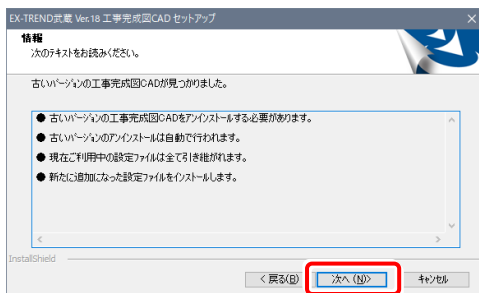 EX-TREND武蔵 Ver.18 工事完成図CAD セットアップ
情報
次のテキストをお読みください。
古いバージョンの工事完成図CADが見つかりました。
● 古いバージョンの工事完成図CADをアンインストールする必要があります。
● 古いバージョンのアンインストールは自動で行われます。
● 現在ご利用中の設定ファイルは全て引き継がれます。
● 新たに追加になった設定ファイルをインストールします。
InstallShield
< 戻る(B)
次へ (N)>
キャンセル